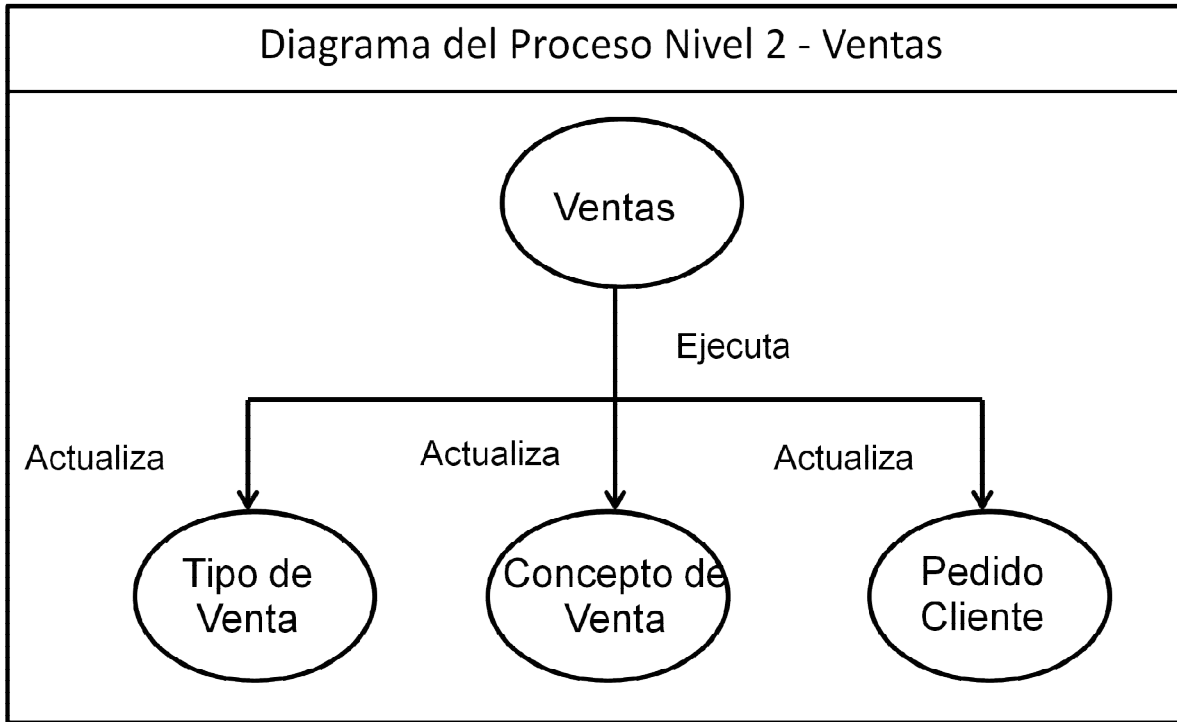 Diagrama del Proceso Nivel 2 - Ventas
Ventas
Ejecuta
Actualiza
Actualiza
Actualiza
Tipo de
Venta
Concepto de
Venta
Pedido
Cliente